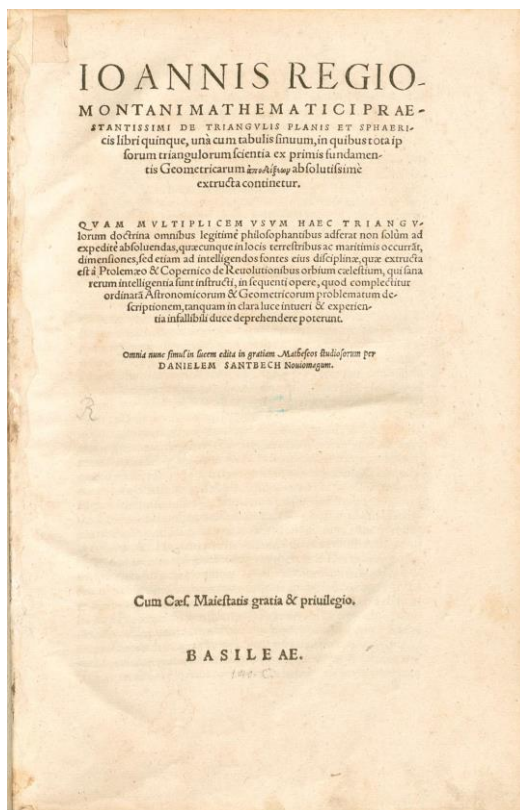 IOANNIS REGIO-
MONTANI MATHEMATICI PRAE-
STANTISSIMI DE TRIANGVLIS PLANIS ET SPHAERI-
cis libri quinque, unà cum tabulis sinuum, in quibus tota ip
sorum triangulorum scientia ex primis fundamen-
tis Geometricarum absolutissimè
extructa continetur.
QVAM MVLTIPLICEM VSVM HAEC TRIANGV-
lorum doctrina omnibus legitimè philosophantibus adferat non solùm ad
expeditè absoluendas, quæcunque in locis terrestribus ac maritimis occurrāt,
dimensiones, sed etiam ad intelligendos fontes eius disciplinæ, quæ extructa
est à Ptolemæo & Copernico de Reuolutionibus orbium cælestium, qui sana
rerum intelligentia sunt instructi, in sequenti opere, quod complectitur
ordinatā Astronomicorum & Geometricorum problematum de-
scriptionem, tanquam in clara luce intueri & experien-
tia infallibili duce deprehendere poterunt.
Omnia nunc simul in lucem edita in gratiam Matheseos studiosorum per
DANIELEM SANTBECH Nouiomagum.
R
Cum Cæs. Maiestatis gratia & priuilegio.
BASILEAE.